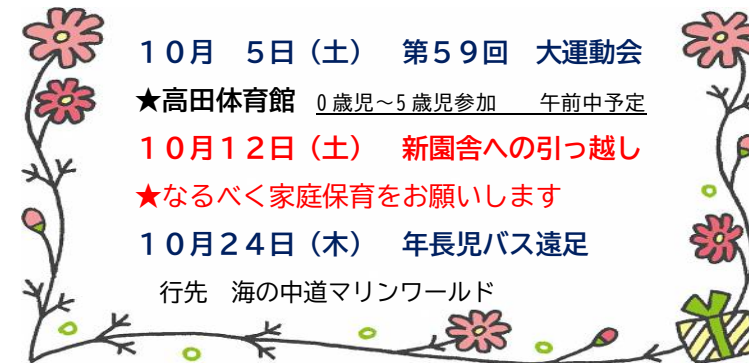 １０月　５日（土）　第５９回　大運動会
★高田体育館　0歳児～5歳児参加　　午前中予定
１０月１２日（土）　新園舎への引っ越し
★なるべく家庭保育をお願いします
１０月２４日（木）　年長児バス遠足
行先　海の中道マリンワールド